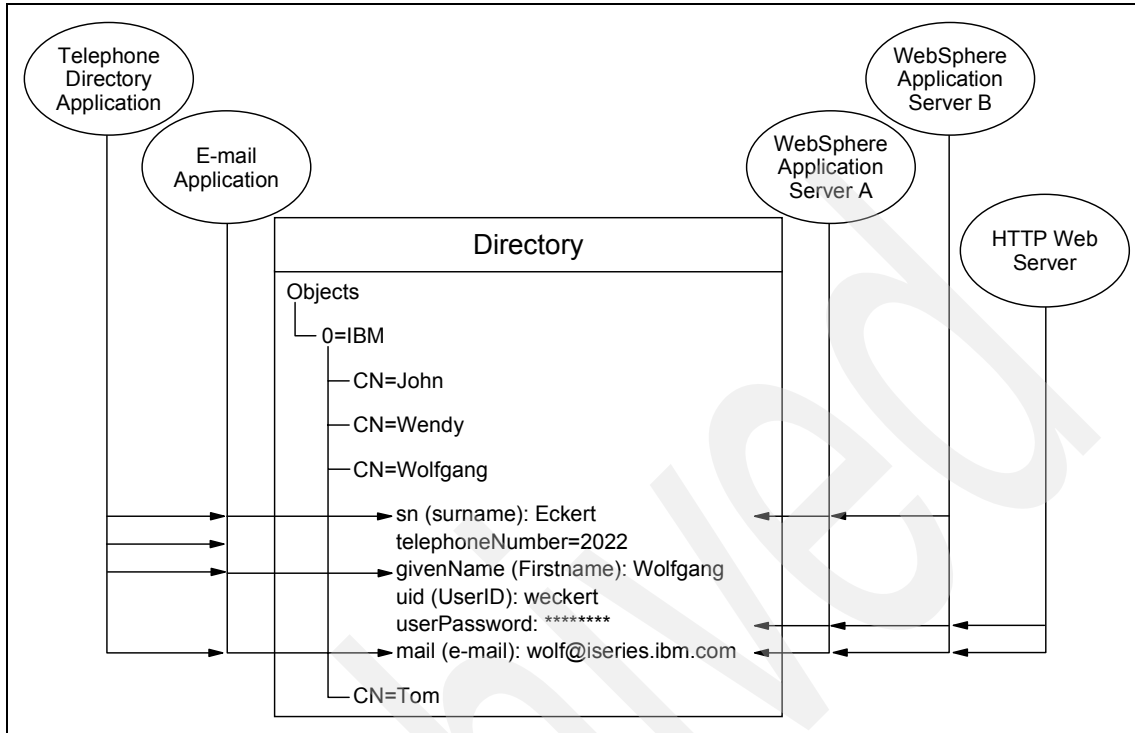 Telephone
Directory
Application
E-mail
Application
WebSphere
Application
Server B
WebSphere
Application
Server A
HTTP Web
Server
Directory
Objects
0=IBM
CN=John
CN=Wendy
CN=Wolfgang
sn (surname): Eckert
telephoneNumber=2022
givenName (Firstname): Wolfgang
uid (UserID): weckert
userPassword: ********
mail (e-mail): wolf@iseries.ibm.com
CN=Tom